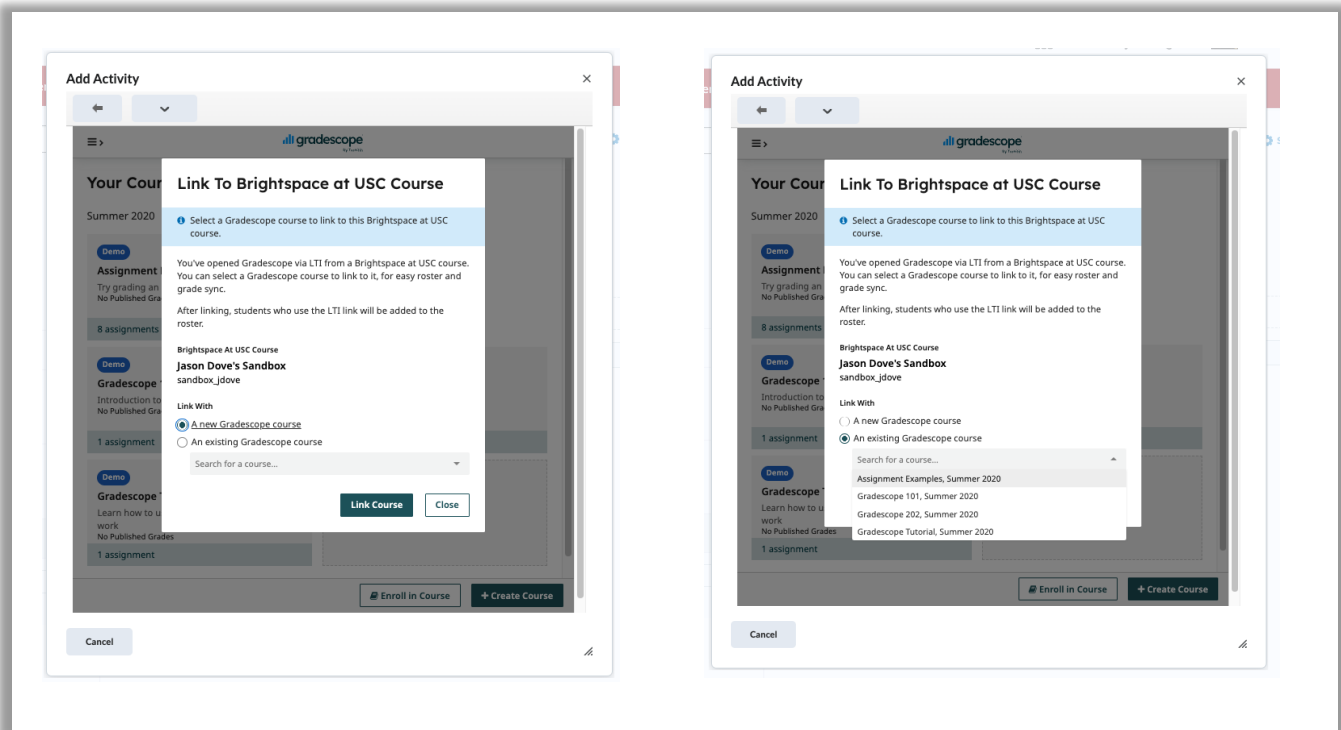 Add Activity
×
gradescope
Your Cour
Summer 2020
Demo
Assignment
Try grading an
No Published Gra
8 assignments
Demo
Gradescope
Introduction to
No Published Gra
1 assignment
Demo
Gradescope
Learn how to u
work
No Published Grades
1 assignment
Link To Brightspace at USC Course
Select a Gradescope course to link to this Brightspace at USC
course.
You've opened Gradescope via LTI from a Brightspace at USC course.
You can select a Gradescope course to link to it, for easy roster and
grade sync.
After linking, students who use the LTI link will be added to the
roster.
Brightspace At USC Course
Jason Dove's Sandbox
sandbox_jdove
Link With
A new Gradescope course
An existing Gradescope course
Search for a course...
Link Course Close
Enroll in Course + Create Course
Cancel
Add Activity
×
gradescope
Your Cour
Summer 2020
Demo
Assignment
Try grading an
No Published Gra
8 assignments
Demo
Gradescope
Introduction to
No Published Gra
1 assignment
Demo
Gradescope
Learn how to u
work
No Published Grades
1 assignment
Link To Brightspace at USC Course
Select a Gradescope course to link to this Brightspace at USC
course.
You've opened Gradescope via LTI from a Brightspace at USC course.
You can select a Gradescope course to link to it, for easy roster and
grade sync.
After linking, students who use the LTI link will be added to the
roster.
Brightspace At USC Course
Jason Dove's Sandbox
sandbox_jdove
Link With
A new Gradescope course
An existing Gradescope course
Search for a course...
Assignment Examples, Summer 2020
Gradescope 101, Summer 2020
Gradescope 202, Summer 2020
Gradescope Tutorial, Summer 2020
Enroll in Course + Create Course
Cancel